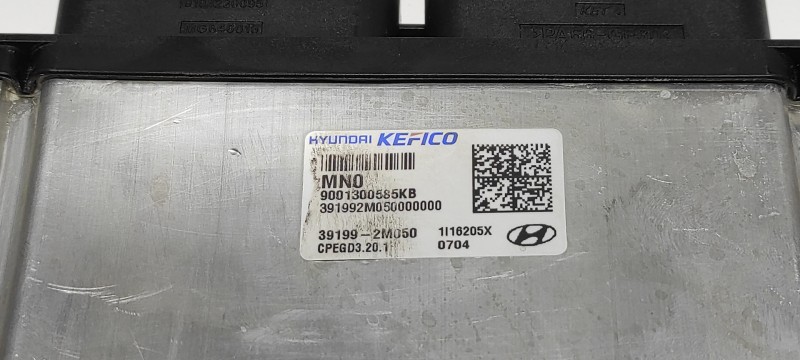 HYUNDAI KEFICO
MN0
9001300585KB
391992M050000000
39199-2M050 1I16205X
CPEGD3.20.1 0704